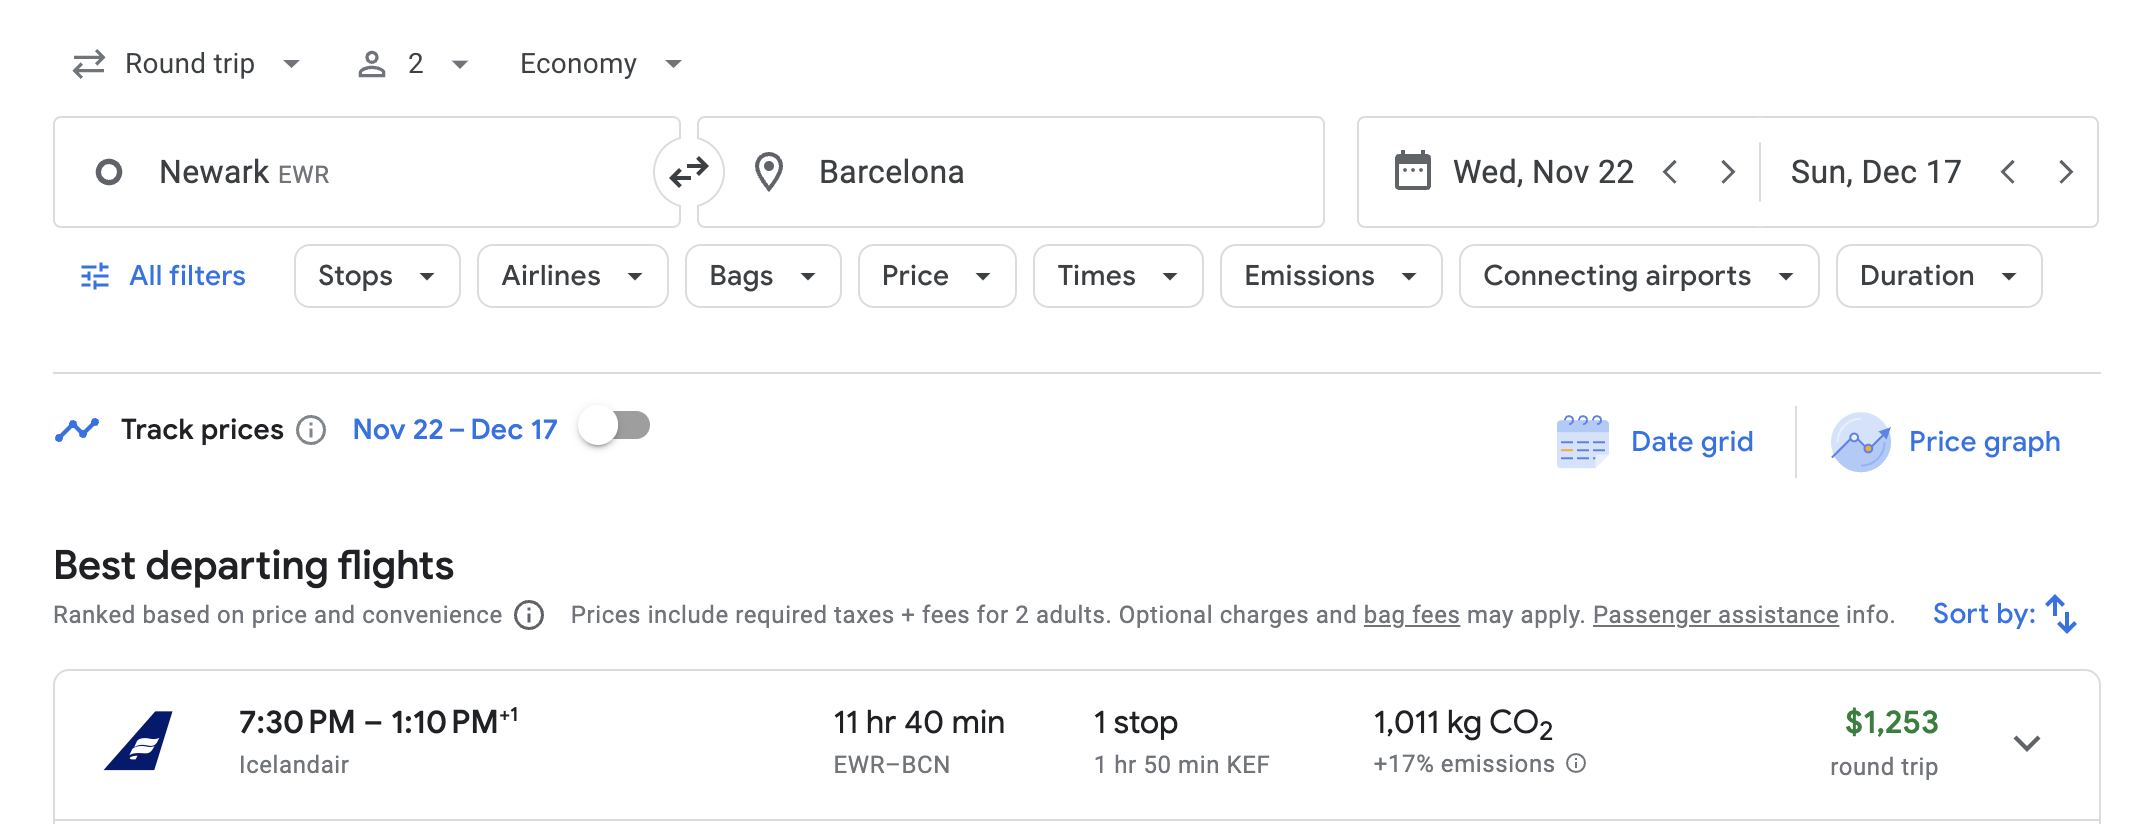 Round trip 2 Economy
Newark EWR Barcelona Wed, Nov 22 Sun, Dec 17
All filters Stops Airlines Bags Price Times Emissions Connecting airports Duration
Track prices Nov 22 – Dec 17 Date grid Price graph
Best departing flights
Ranked based on price and convenience Prices include required taxes + fees for 2 adults. Optional charges and bag fees may apply. Passenger assistance info. Sort by:
7:30 PM – 1:10 PM+1 11 hr 40 min 1 stop 1,011 kg CO2 $1,253
Icelandair EWR–BCN 1 hr 50 min KEF +17% emissions round trip